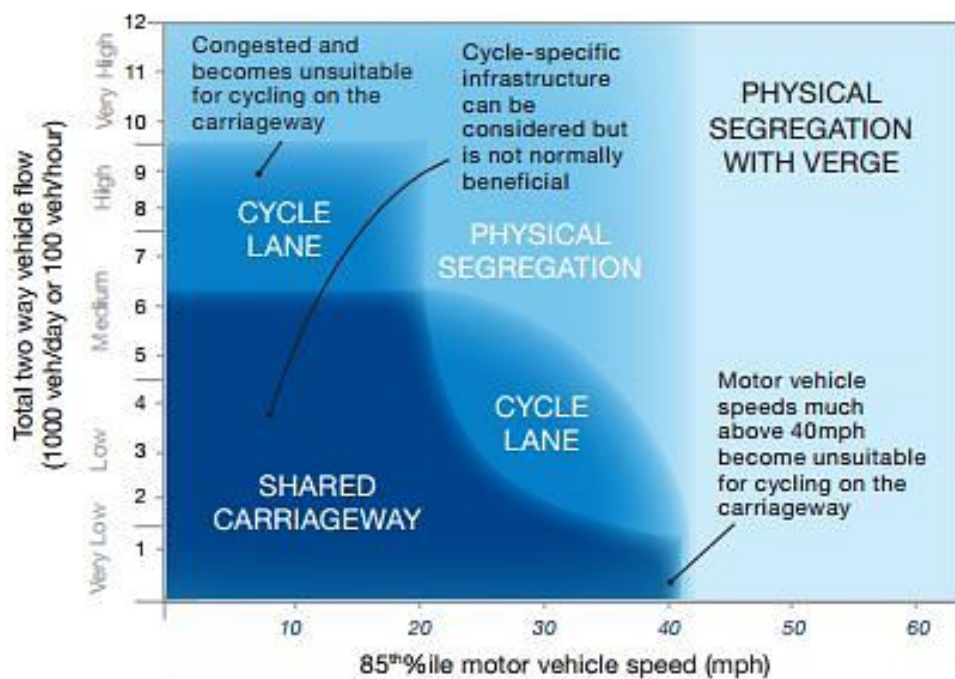 Total two way vehicle flow
(1000 veh/day or 100 veh/hour)
Very High
High
Medium
Low
Very Low
12
11
10
9
8
7
6
5
4
3
2
1
Congested and
becomes unsuitable
for cycling on the
carriageway
Cycle-specific
infrastructure
can be
considered but
is not normally
beneficial
PHYSICAL
SEGREGATION
WITH VERGE
CYCLE
LANE
PHYSICAL
SEGREGATION
CYCLE
LANE
Motor vehicle
speeds much
above 40mph
become unsuitable
for cycling on the
carriageway
SHARED
CARRIAGEWAY
10
20
30
40
50
60
85th%ile motor vehicle speed (mph)